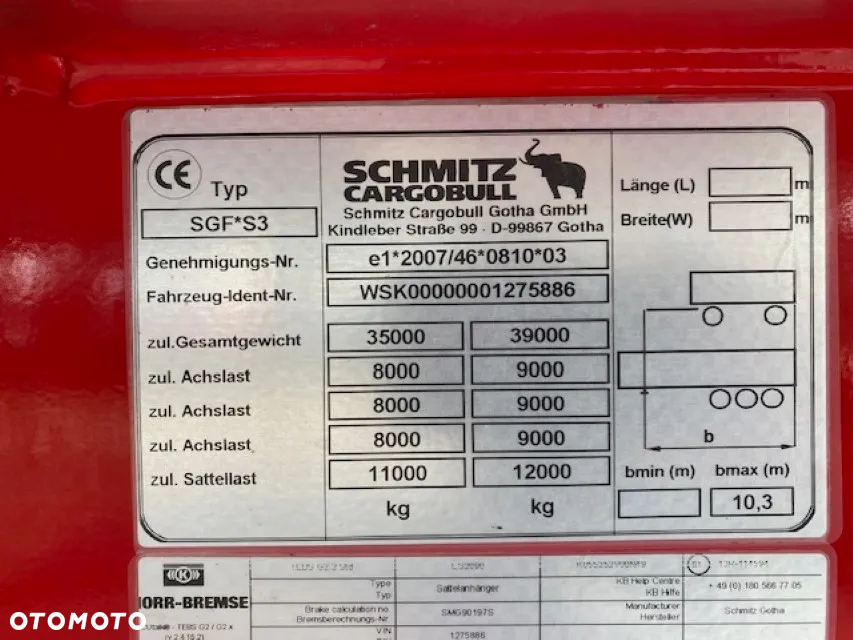 CE
Typ
SGF*S3
SCHMITZ
CARGOBULL
Schmitz Cargobull Gotha GmbH
Kindleber Straße 99 · D-99867 Gotha
Genehmigungs-Nr. e1*2007/46*0810*03
Fahrzeug-Ident-Nr. WSK00000001275886
zul.Gesamtgewicht 35000 39000
zul. Achslast 8000 9000
zul. Achslast 8000 9000
zul. Achslast 8000 9000
zul. Sattellast 11000 12000
kg kg
Länge (L) m
Breite(W) m
b
bmin (m) bmax (m)
10,3
K
KNORR-BREMSE
Type
Typ
Sattelanhänger
KB Help Centre
KB Hilfe
+ 49 (0) 180 566 77 05
Brake calculation no.
Bremsberechnungs-Nr.
SMG90197S
Manufacturer
Hersteller
Schmitz Gotha
VIN
1275886
OTOMOTO